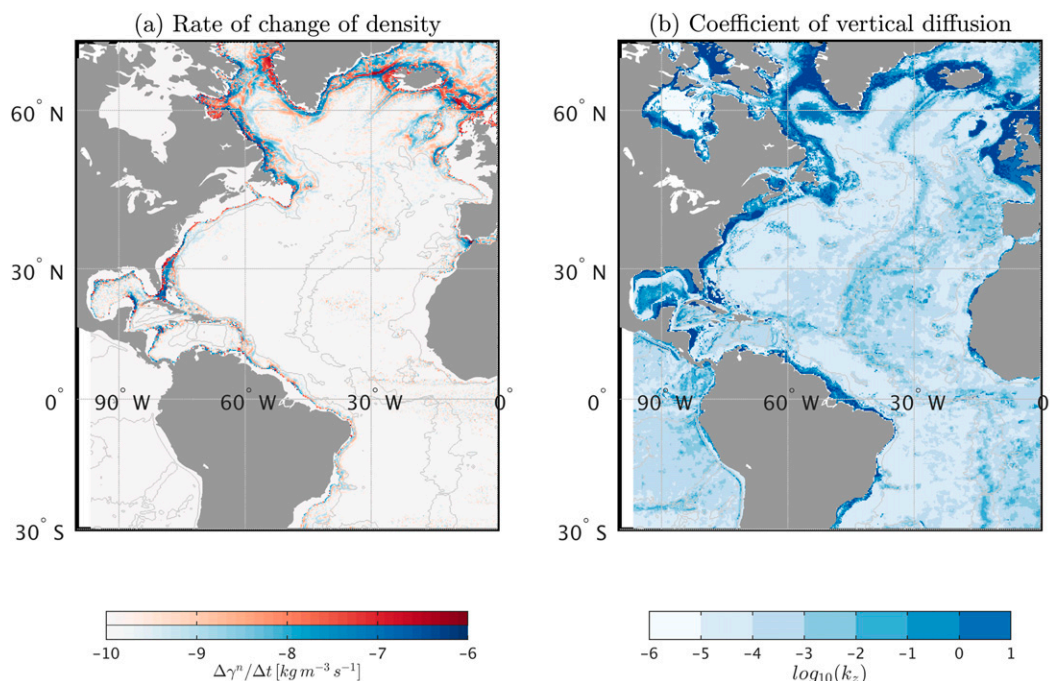 (a) Rate of change of density
(b) Coefficient of vertical diffusion
60° N
30° N
0°
30° S
90° W
60° W
30° W
0°
60° N
30° N
0°
30° S
90° W
60° W
30° W
0°
−10 −9 −8 −7 −6
Δγⁿ/Δt [kg m⁻³ s⁻¹]
−6 −5 −4 −3 −2 −1 0 1
log₁₀(k_z)